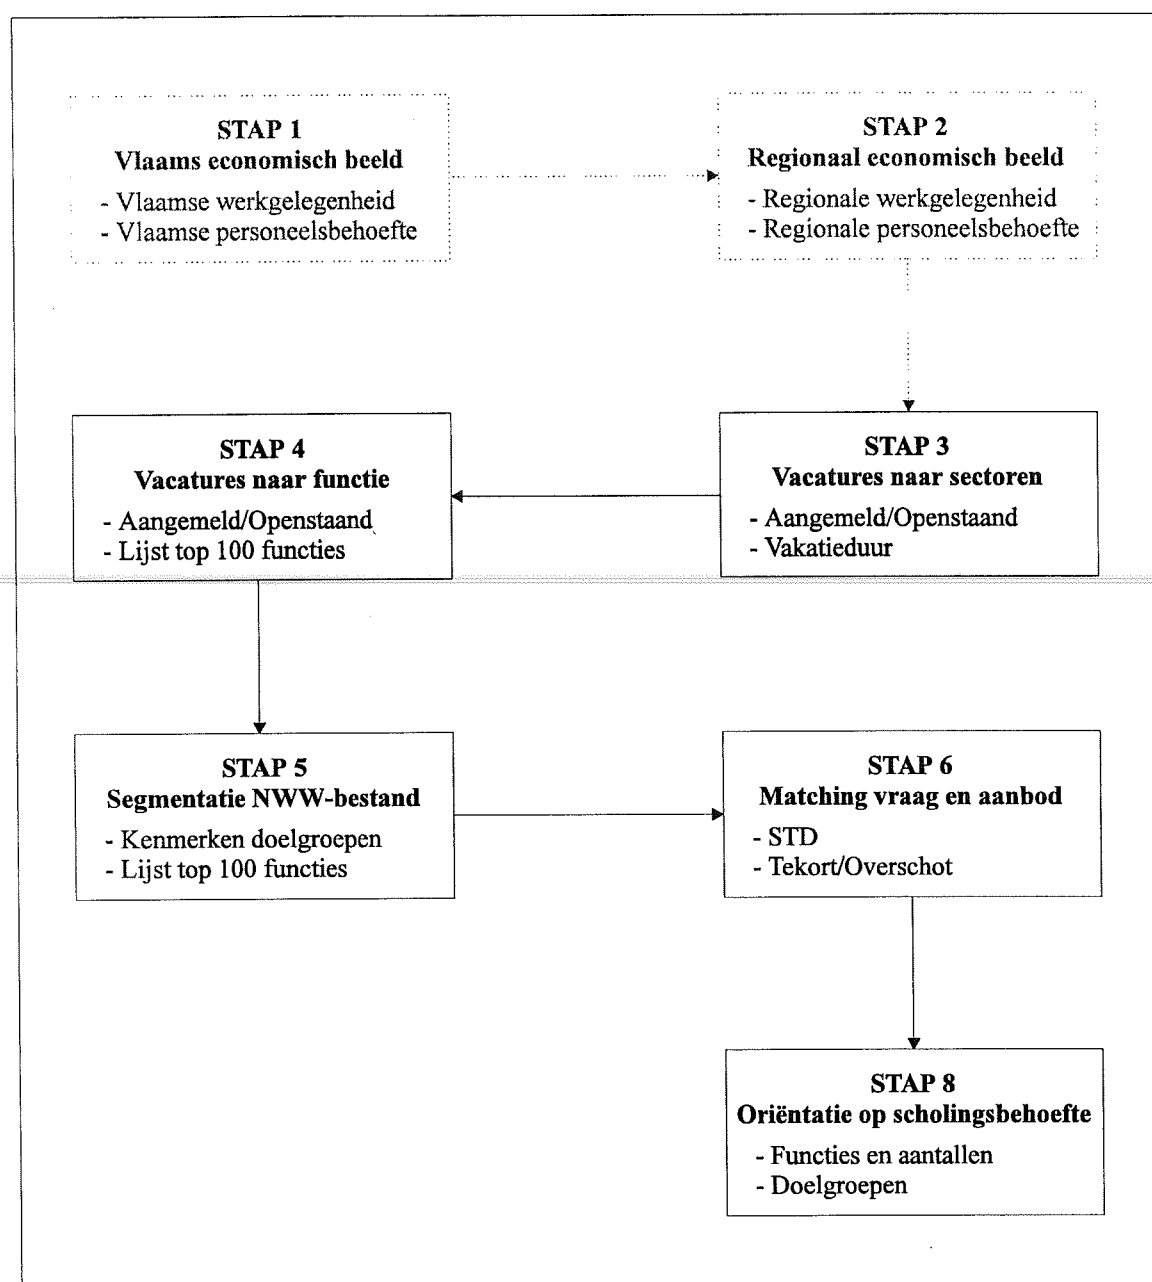 STAP 1
Vlaams economisch beeld
- Vlaamse werkgelegenheid
- Vlaamse personeelsbehoefte
STAP 2
Regionaal economisch beeld
- Regionale werkgelegenheid
- Regionale personeelsbehoefte
STAP 4
Vacatures naar functie
- Aangemeld/Openstaand
- Lijst top 100 functies
STAP 3
Vacatures naar sectoren
- Aangemeld/Openstaand
- Vakatieduur
STAP 5
Segmentatie NWW-bestand
- Kenmerken doelgroepen
- Lijst top 100 functies
STAP 6
Matching vraag en aanbod
- STD
- Tekort/Overschot
STAP 8
Oriëntatie op scholingsbehoefte
- Functies en aantallen
- Doelgroepen